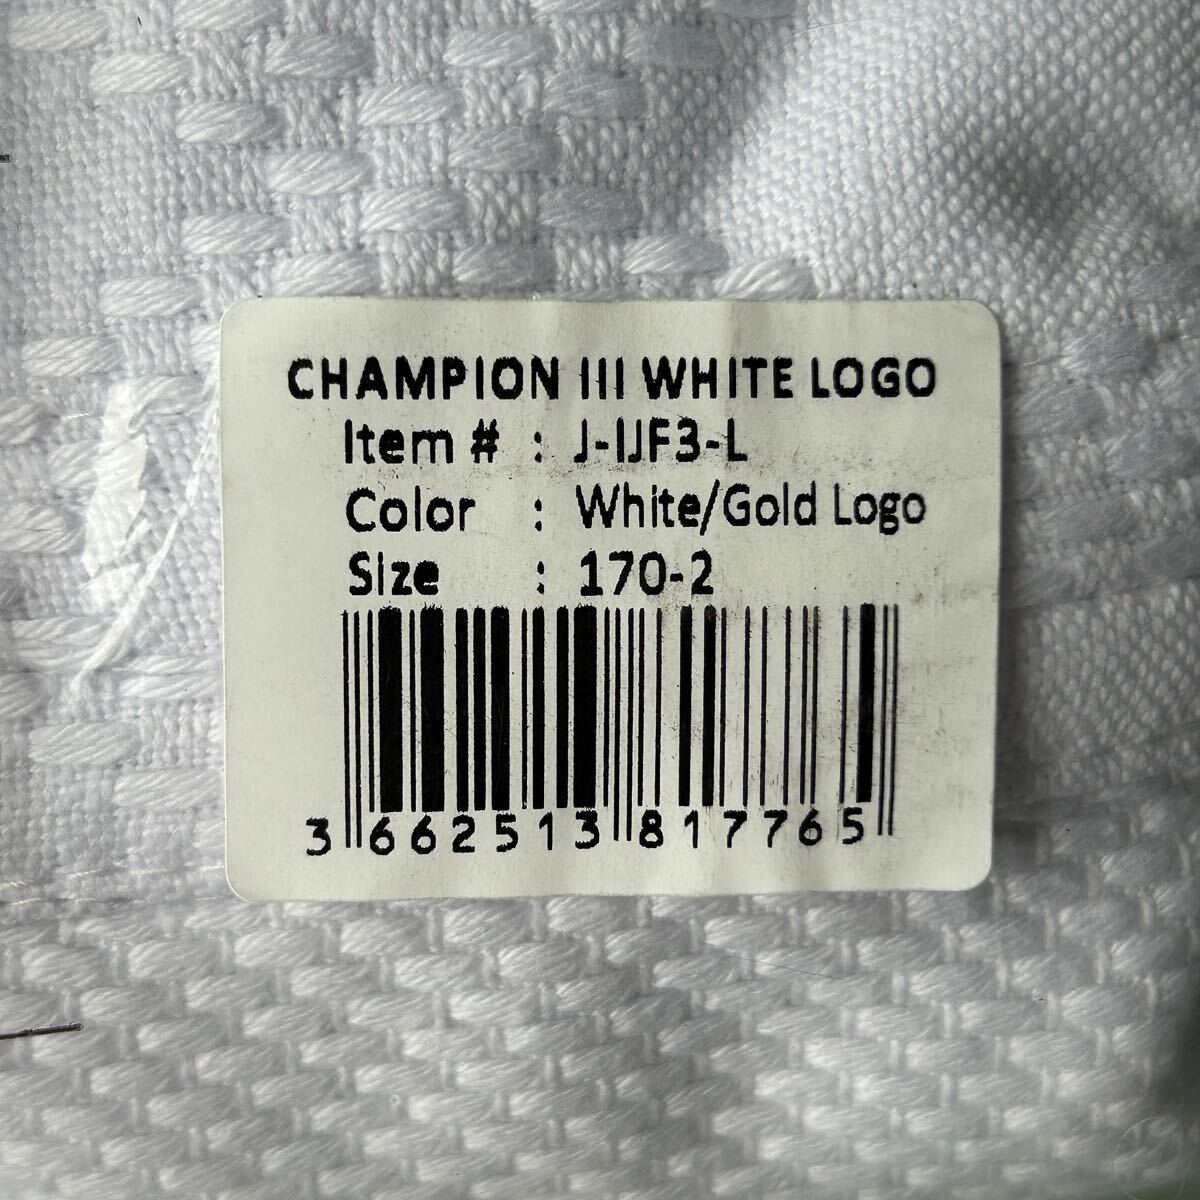 CHAMPION III WHITE LOGO
Item # : J-IJF3-L
Color : White/Gold Logo
Size : 170-2
3 662513 817765